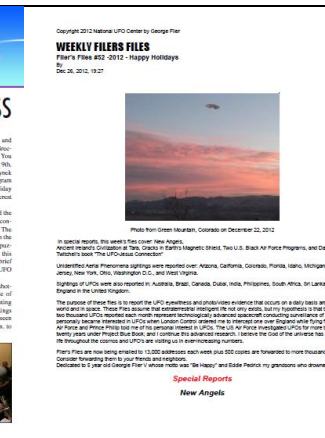 Copyright 2012 National UFO Center by George Filer
WEEKLY FILERS FILES
Filer's Files #52 -2012 - Happy Holidays
By
Dec 26, 2012, 19:27
Photo from Green Mountain, Colorado on December 22, 2012
In special reports, this week's files cover: New Angels,
Ancient Ireland's Civilization at Tara, Cracks in Earth's Magnetic Shield, Two U.S. Black Air Force Programs, and Da
Twitchell's book "The UFO-Jesus Connection"
Unidentified Aerial Phenomena sightings were reported over: Arizona, California, Colorado, Florida, Idaho, Michigan
Jersey, New York, Ohio, Washington D.C., and West Virginia.
Sightings of UFOs were also reported in: Australia, Brazil, Canada, Dubai, India, Philippines, South Africa, Sri Lanka
England in the United Kingdom.
The purpose of these files is to report the UFO eyewitness and photo/video evidence that occurs on a daily basis ar
world and in space. These Files assume that extraterrestrial intelligent life not only exists, but my hypothesis is that t
two thousand UFOs reported each month represent technologically advanced spacecraft conducting surveillance of
personally became interested in UFOs when London Control ordered me to intercept one over England while flying f
Air Force and Prince Philip told me of his personal interest in UFOs. The US Air Force investigated UFOs for more t
twenty years under Project Blue Book; and I continue this advanced research. I believe the God of the universe has
life throughout the cosmos and UFO's are visiting us in ever-increasing numbers.
Filer's Files are now being emailed to 13,000 addresses each week plus 500 copies are forwarded to more thousan
Consider forwarding them to your friends and neighbors.
Dedicated to 5 year old Georgie Filer V whose motto was "Be Happy" and Eddie Fedrick my grandsons who drowne
Special Reports
New Angels